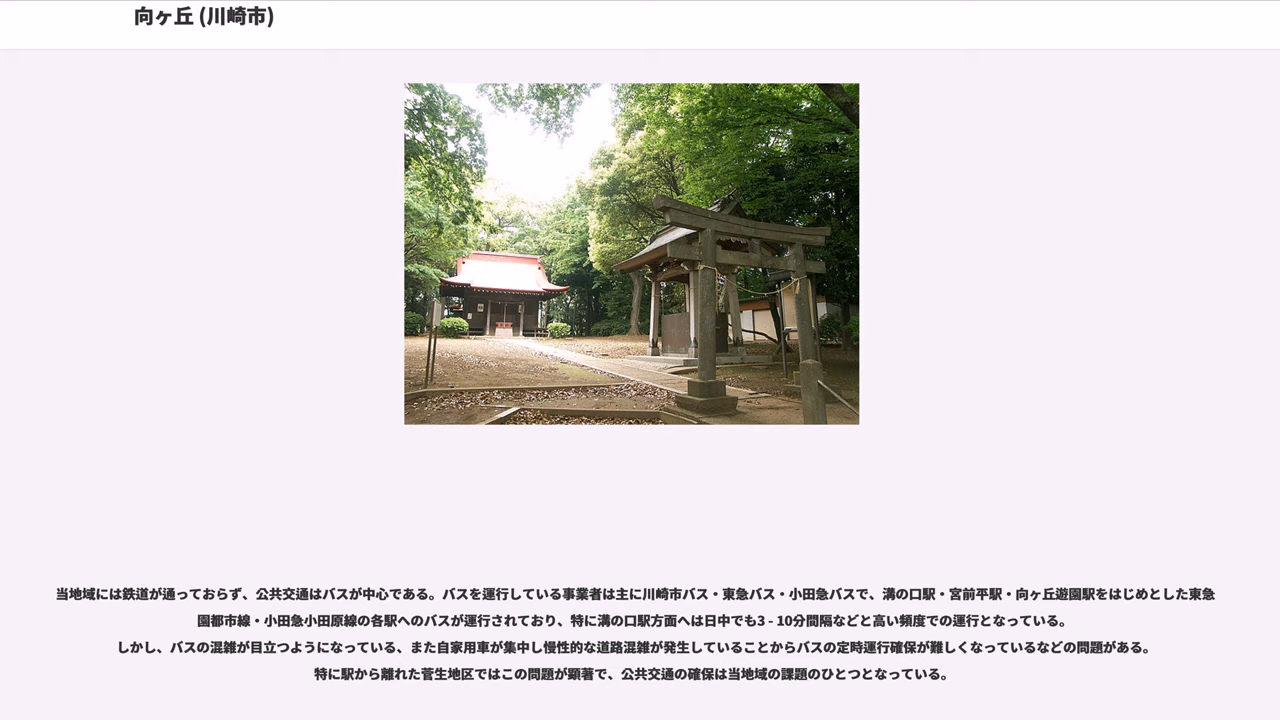 向ヶ丘 (川崎市)
当地域には鉄道が通っておらず、公共交通はバスが中心である。バスを運行している事業者は主に川崎市バス・東急バス・小田急バスで、溝の口駅・宮前平駅・向ヶ丘遊園駅をはじめとした東急
園都市線・小田急小田原線の各駅へのバスが運行されており、特に溝の口駅方面へは日中でも3 - 10分間隔などと高い頻度での運行となっている。
しかし、バスの混雑が目立つようになっている、また自家用車が集中し慢性的な道路混雑が発生していることからバスの定時運行確保が難しくなっているなどの問題がある。
特に駅から離れた菅生地区ではこの問題が顕著で、公共交通の確保は当地域の課題のひとつとなっている。